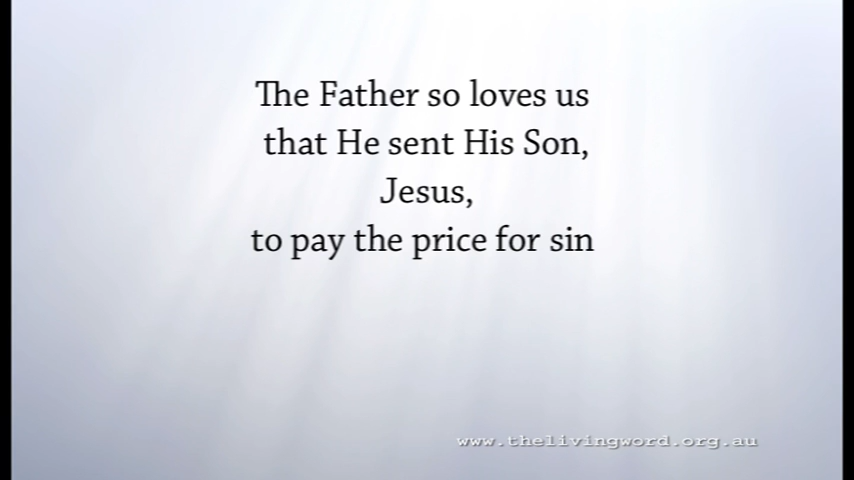 The Father so loves us
that He sent His Son,
Jesus,
to pay the price for sin
www.thelivingword.org.au